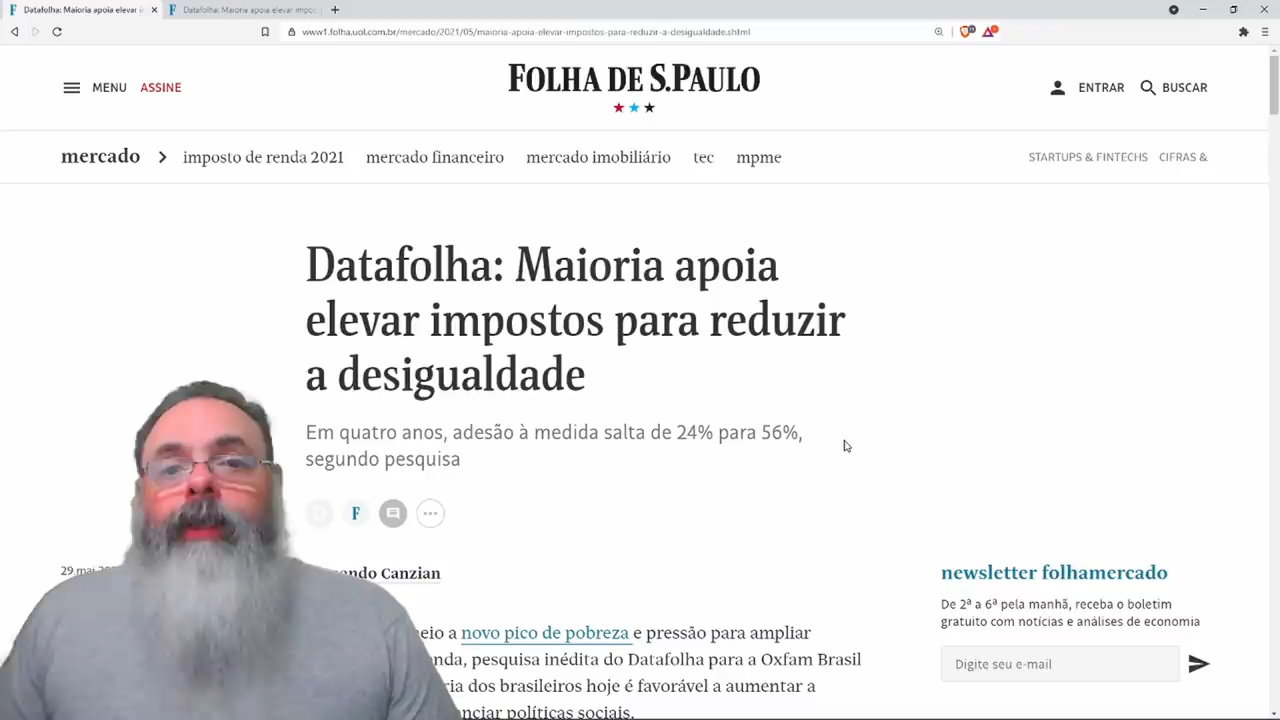 Datafolha: Maioria apoia elevar i
Datafolha: Maioria apoia elevar impos
www1.folha.uol.com.br/mercado/2021/05/maioria-apoia-elevar-impostos-para-reduzir-a-desigualdade.shtml
MENU ASSINE
FOLHA DE S.PAULO
ENTRAR BUSCAR
mercado imposto de renda 2021 mercado financeiro mercado imobiliário tec mpme
STARTUPS & FINTECHS CIFRAS &
Datafolha: Maioria apoia
elevar impostos para reduzir
a desigualdade
Em quatro anos, adesão à medida salta de 24% para 56%,
segundo pesquisa
F
29
Canzian
a novo pico de pobreza e pressão para ampliar
pesquisa inédita do Datafolha para a Oxfam Brasil
dos brasileiros hoje é favorável a aumentar a
políticas sociais.
newsletter folhamercado
De 2ª a 6ª pela manhã, receba o boletim
gratuito com notícias e análises de economia
Digite seu e-mail